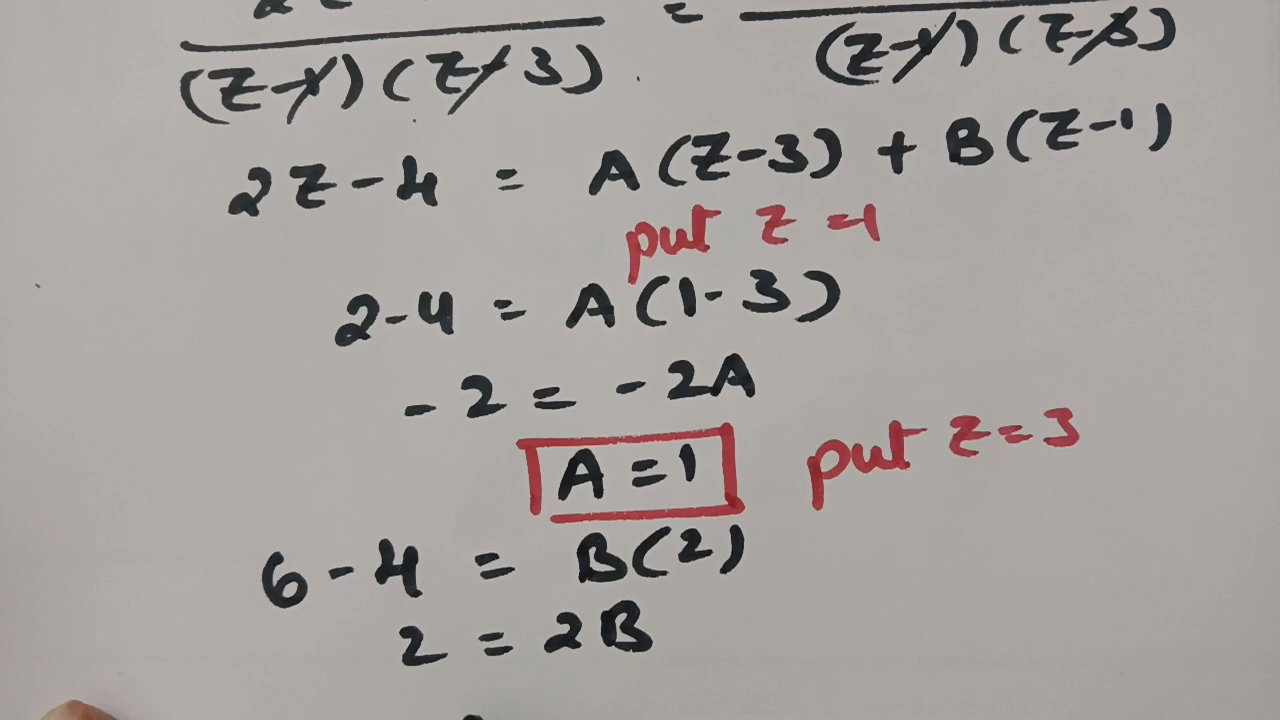 =
(Z-1)(Z-3) (Z-1)(Z-3)
2Z-4 = A(Z-3) + B(Z-1)
put Z=1
2-4 = A(1-3)
-2 = -2A
A=1 put Z=3
6-4 = B(2)
2 = 2B